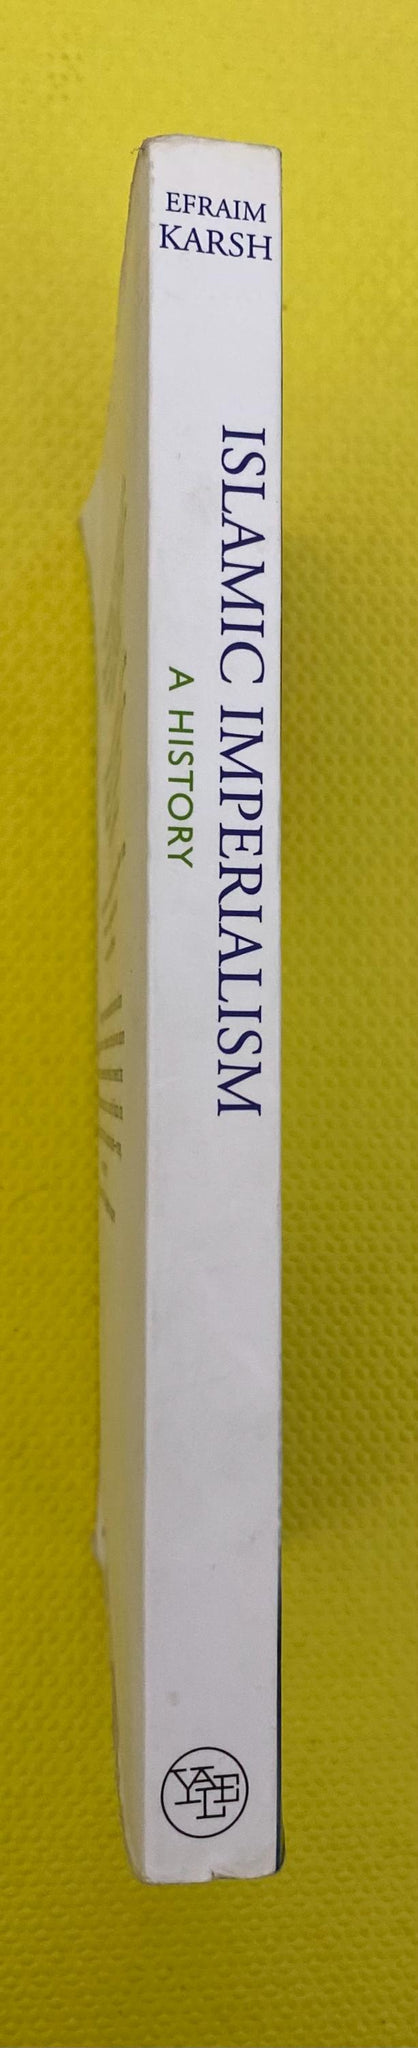 EFRAIM
KARSH
ISLAMIC IMPERIALISM
A HISTORY
YALE